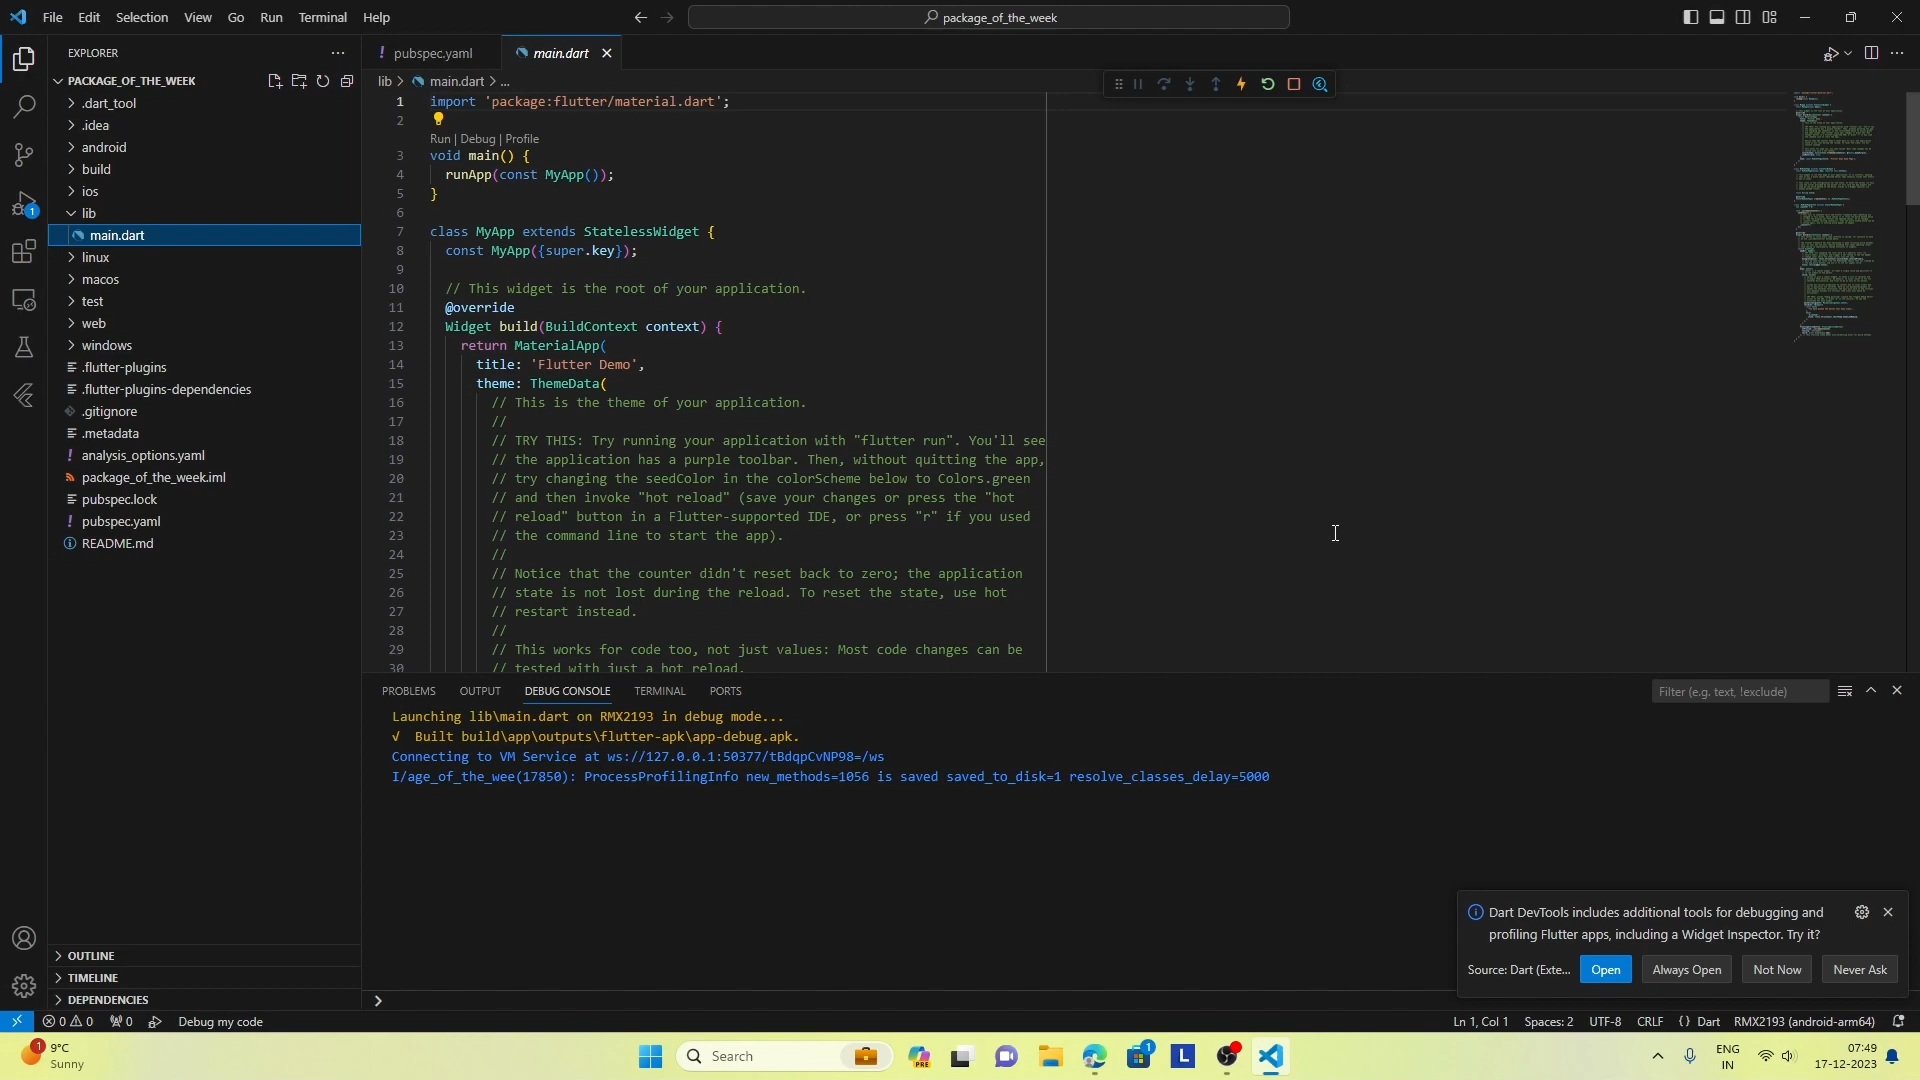 File Edit Selection View Go Run Terminal Help
package_of_the_week
EXPLORER
PACKAGE_OF_THE_WEEK
.dart_tool
.idea
android
build
ios
lib
main.dart
linux
macos
test
web
windows
.flutter-plugins
.flutter-plugins-dependencies
.gitignore
.metadata
analysis_options.yaml
package_of_the_week.iml
pubspec.lock
pubspec.yaml
README.md
OUTLINE
TIMELINE
DEPENDENCIES
1
pubspec.yaml main.dart
lib > main.dart > ...
1 import 'package:flutter/material.dart';
2
Run | Debug | Profile
3 void main() {
4 runApp(const MyApp());
5 }
6
7 class MyApp extends StatelessWidget {
8 const MyApp({super.key});
9
10 // This widget is the root of your application.
11 @override
12 Widget build(BuildContext context) {
13 return MaterialApp(
14 title: 'Flutter Demo',
15 theme: ThemeData(
16 // This is the theme of your application.
17 //
18 // TRY THIS: Try running your application with "flutter run". You'll see
19 // the application has a purple toolbar. Then, without quitting the app,
20 // try changing the seedColor in the colorScheme below to Colors.green
21 // and then invoke "hot reload" (save your changes or press the "hot
22 // reload" button in a Flutter-supported IDE, or press "r" if you used
23 // the command line to start the app).
24 //
25 // Notice that the counter didn't reset back to zero; the application
26 // state is not lost during the reload. To reset the state, use hot
27 // restart instead.
28 //
29 // This works for code too, not just values: Most code changes can be
30 // tested with just a hot reload.
PROBLEMS OUTPUT DEBUG CONSOLE TERMINAL PORTS
Filter (e.g. text, !exclude)
Launching lib\main.dart on RMX2193 in debug mode...
√ Built build\app\outputs\flutter-apk\app-debug.apk.
Connecting to VM Service at ws://127.0.0.1:50377/tBdqpCvNP98=/ws
I/age_of_the_wee(17850): ProcessProfilingInfo new_methods=1056 is saved saved_to_disk=1 resolve_classes_delay=5000
Dart DevTools includes additional tools for debugging and
profiling Flutter apps, including a Widget Inspector. Try it?
Source: Dart (Exte... Open Always Open Not Now Never Ask
0 0 0 Debug my code
Ln 1, Col 1 Spaces: 2 UTF-8 CRLF {} Dart RMX2193 (android-arm64)
1 9°C
Sunny
Search
PRE
1
L
ENG
IN
07:49
17-12-2023